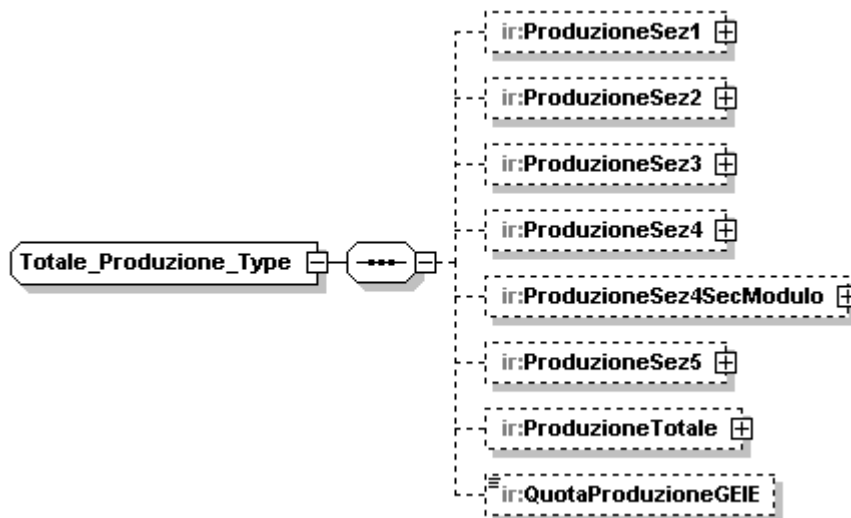 ir:ProduzioneSez1
ir:ProduzioneSez2
ir:ProduzioneSez3
ir:ProduzioneSez4
Totale_Produzione_Type
ir:ProduzioneSez4SecModulo
ir:ProduzioneSez5
ir:ProduzioneTotale
ir:QuotaProduzioneGEIE